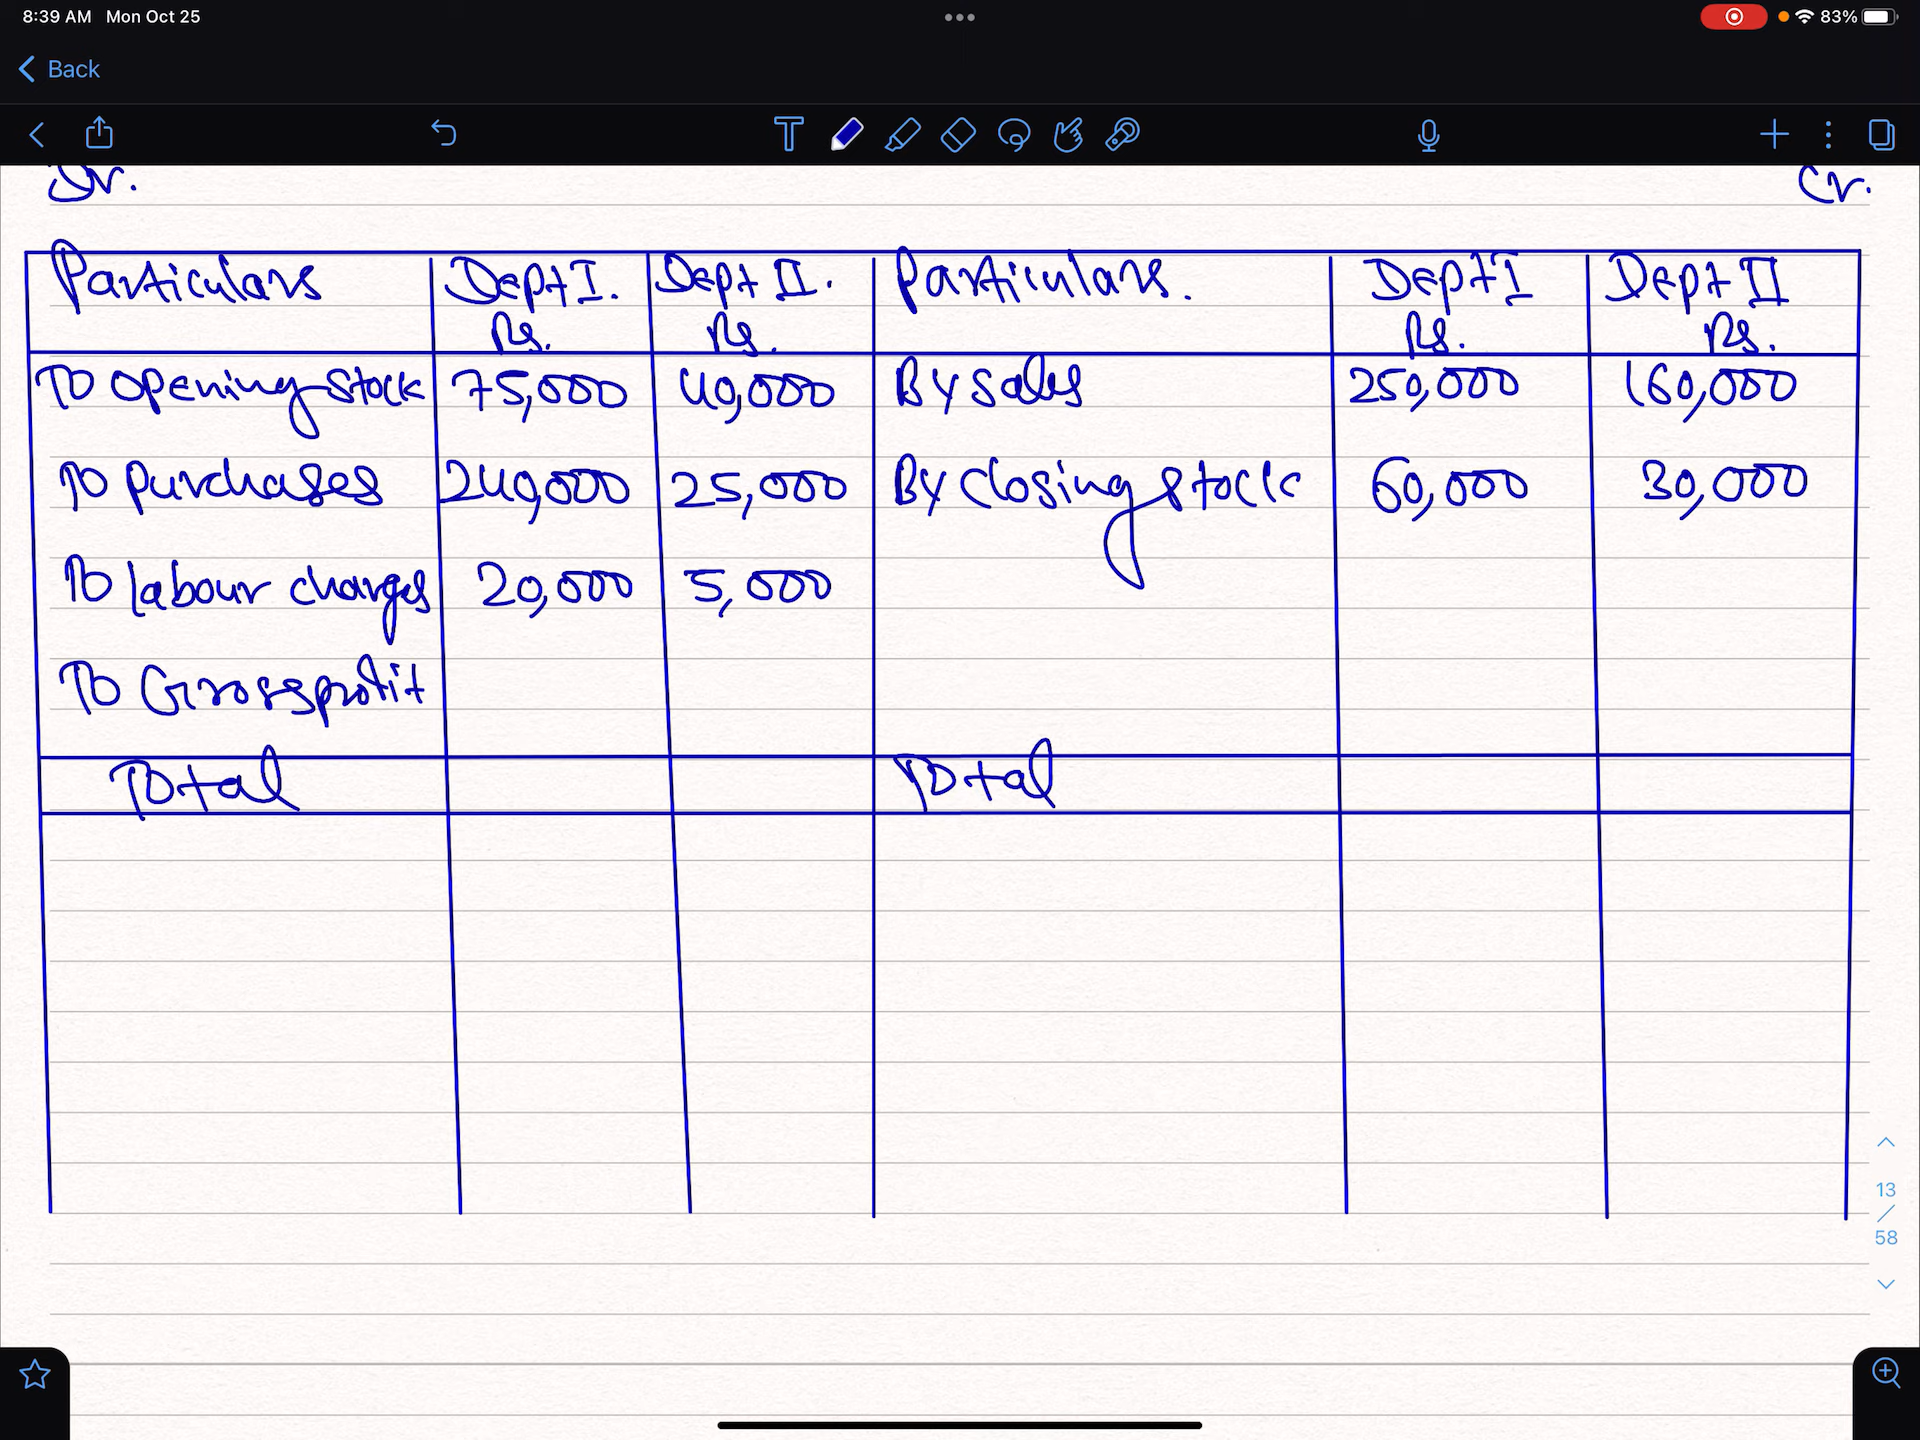 8:39 AM Mon Oct 25
83%
Back
Dr. Cr.
Particulars Dept I. Dept II. Particulars. Dept I Dept II
Rs. Rs. Rs. Rs.
To opening stock 75,000 40,000 By sales 250,000 160,000
To purchases 240,000 25,000 By closing stock 60,000 30,000
To labour charges 20,000 5,000
To Gross profit
Total Total
13
/
58